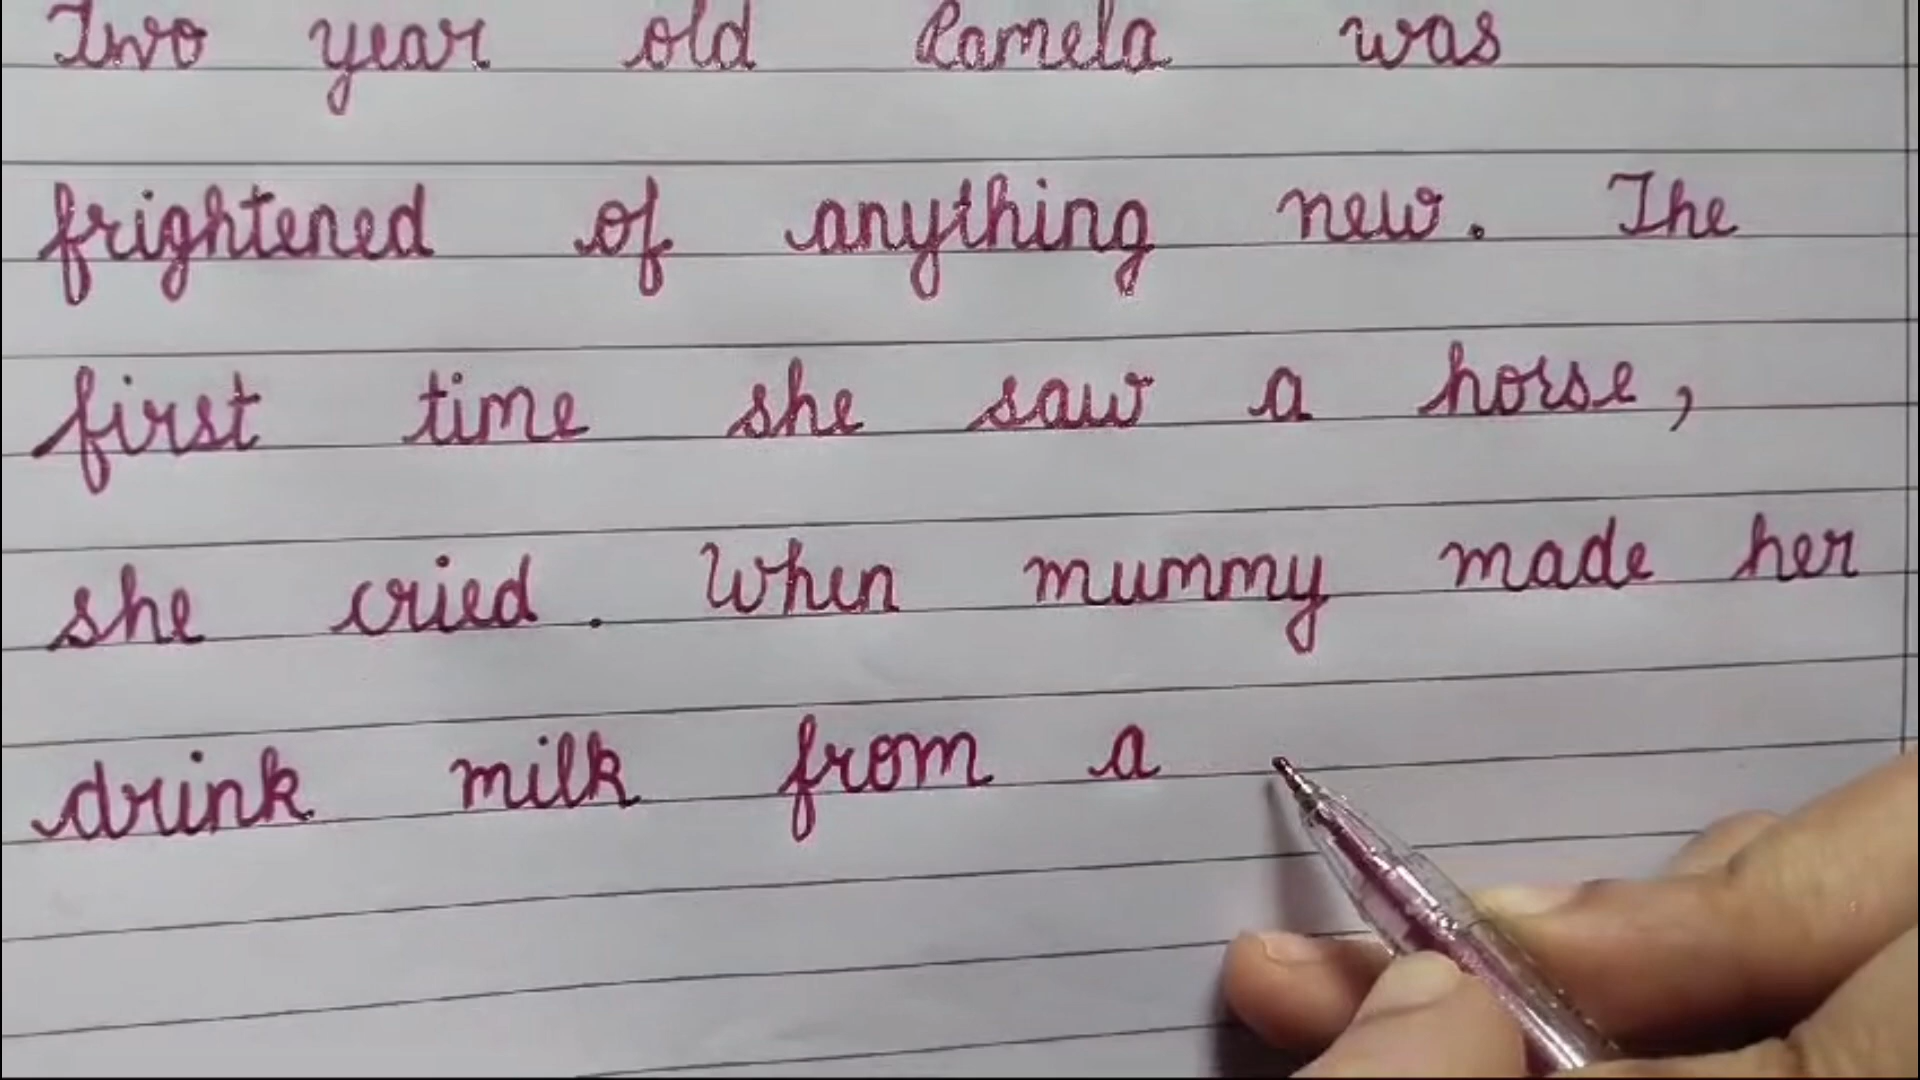 Two year old Pamela was
frightened of anything new. The
first time she saw a horse,
she cried. When mummy made her
drink milk from a